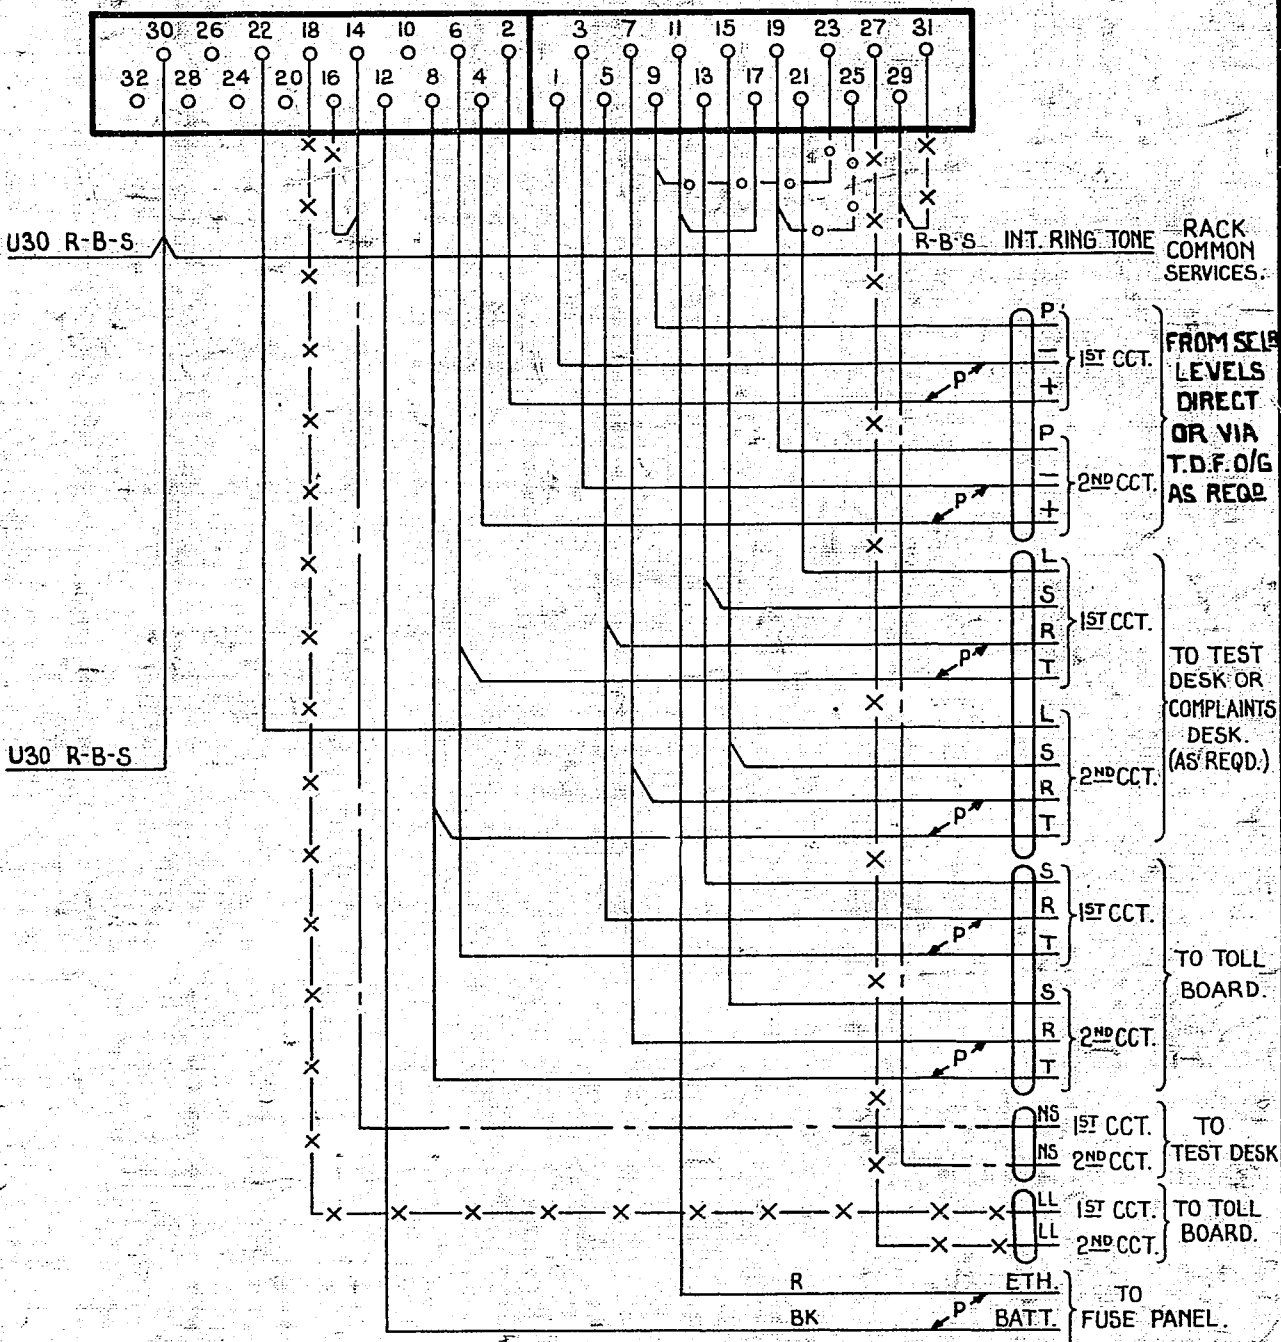 30 26 22 18 14 10 6 2 3 7 11 15 19 23 27 31
32 28 24 20 16 12 8 4 1 5 9 13 17 21 25 29
U30 R-B-S
R-B-S INT. RING TONE
RACK
COMMON
SERVICES.
P
-
+
P
1ST CCT.
P
-
+
P
2ND CCT.
FROM SELR
LEVELS
DIRECT
OR VIA
T.D.F. O/G
AS REQD
L
S
R
T
P
1ST CCT.
L
S
R
T
P
2ND CCT.
TO TEST
DESK OR
COMPLAINTS
DESK.
(AS REQD.)
U30 R-B-S
S
R
T
P
1ST CCT.
S
R
T
P
2ND CCT.
TO TOLL
BOARD.
NS 1ST CCT.
NS 2ND CCT.
TO
TEST DESK
LL 1ST CCT.
LL 2ND CCT.
TO TOLL
BOARD.
R ETH.
P
BK BATT.
TO
FUSE PANEL.